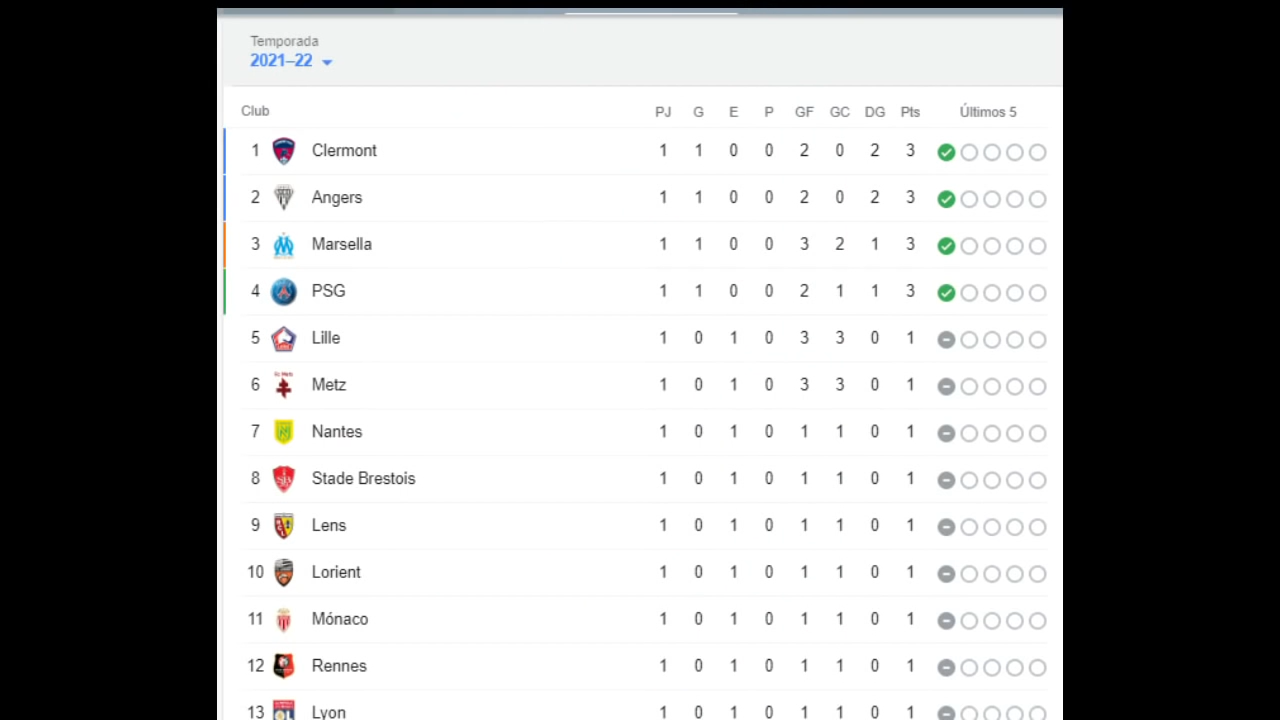 Temporada
2021–22
Club PJ G E P GF GC DG Pts Últimos 5
1 Clermont 1 1 0 0 2 0 2 3
2 Angers 1 1 0 0 2 0 2 3
3 Marsella 1 1 0 0 3 2 1 3
4 PSG 1 1 0 0 2 1 1 3
5 Lille 1 0 1 0 3 3 0 1
6 Metz 1 0 1 0 3 3 0 1
7 Nantes 1 0 1 0 1 1 0 1
8 Stade Brestois 1 0 1 0 1 1 0 1
9 Lens 1 0 1 0 1 1 0 1
10 Lorient 1 0 1 0 1 1 0 1
11 Mónaco 1 0 1 0 1 1 0 1
12 Rennes 1 0 1 0 1 1 0 1
13 Lyon 1 0 1 0 1 1 0 1